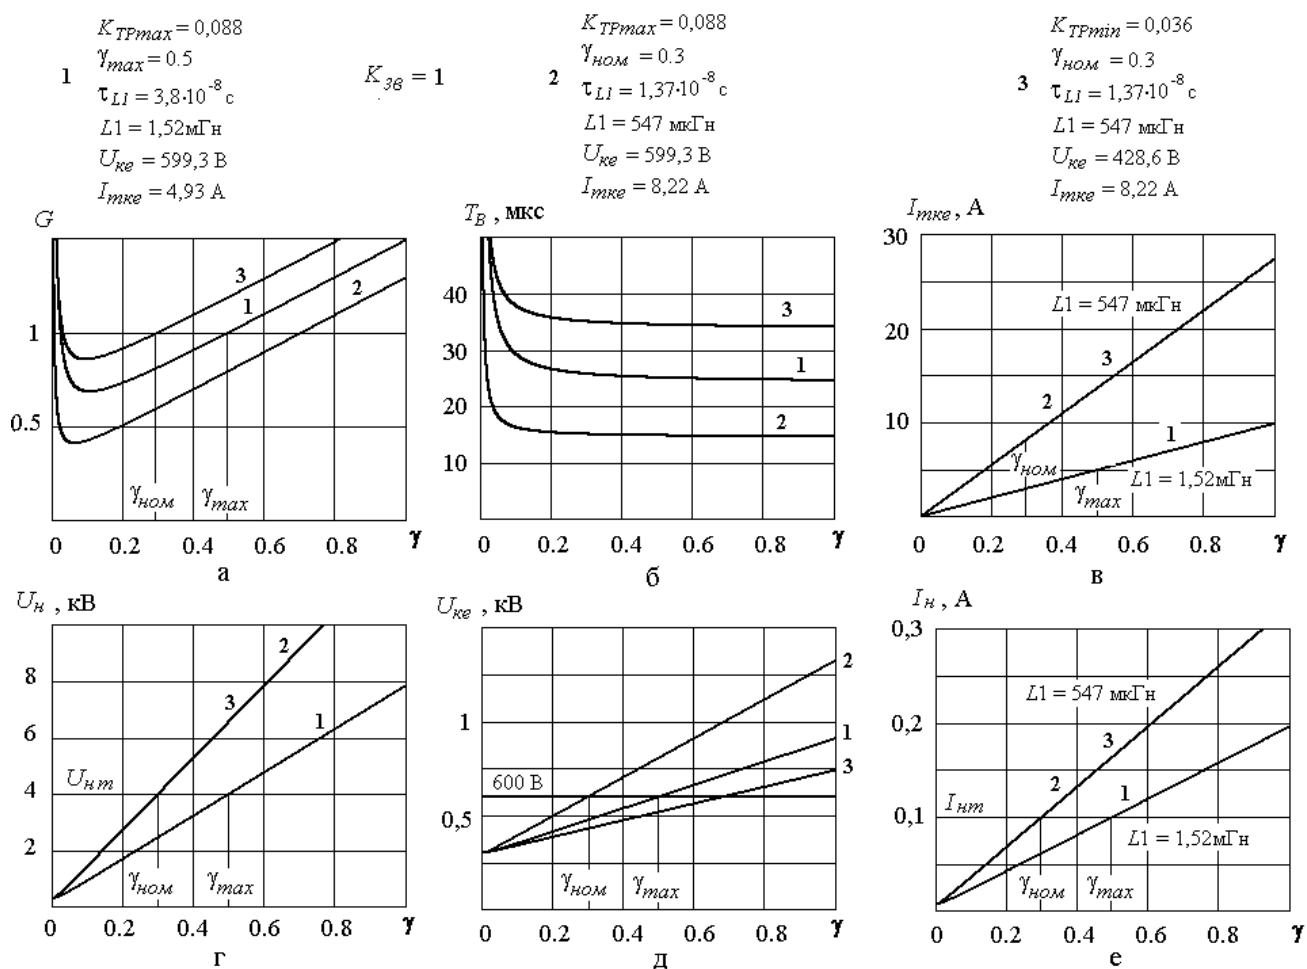 1
K_TPmax = 0,088
γ_max = 0.5
τ_L1 = 3,8·10^-8 с
L1 = 1,52мГн
U_ке = 599,3 В
I_mке = 4,93 А
K_зв = 1
2
K_TPmax = 0,088
γ_ном = 0.3
τ_L1 = 1,37·10^-8 с
L1 = 547 мкГн
U_ке = 599,3 В
I_mке = 8,22 А
3
K_TPmin = 0,036
γ_ном = 0.3
τ_L1 = 1,37·10^-8 с
L1 = 547 мкГн
U_ке = 428,6 В
I_mке = 8,22 А
G
1
0.5
3
1
2
γ_ном
γ_max
0 0.2 0.4 0.6 0.8 γ
а
T_В , мкс
40
30
20
10
3
1
2
0 0.2 0.4 0.6 0.8 γ
б
I_mке, А
30
20
10
L1 = 547 мкГн
3
2
1
γ_ном
γ_max
L1 = 1,52мГн
0 0.2 0.4 0.6 0.8 γ
в
U_н , кВ
8
6
4
2
2
3
1
U_нm
γ_ном
γ_max
0 0.2 0.4 0.6 0.8 γ
г
U_ке , кВ
1
0,5
600 В
2
1
3
γ_ном
γ_max
0 0.2 0.4 0.6 0.8 γ
д
I_н , А
0,3
0,2
0,1
0
L1 = 547 мкГн
3
2
1
I_нm
L1 = 1,52мГн
γ_ном
γ_max
0 0.2 0.4 0.6 0.8 γ
е